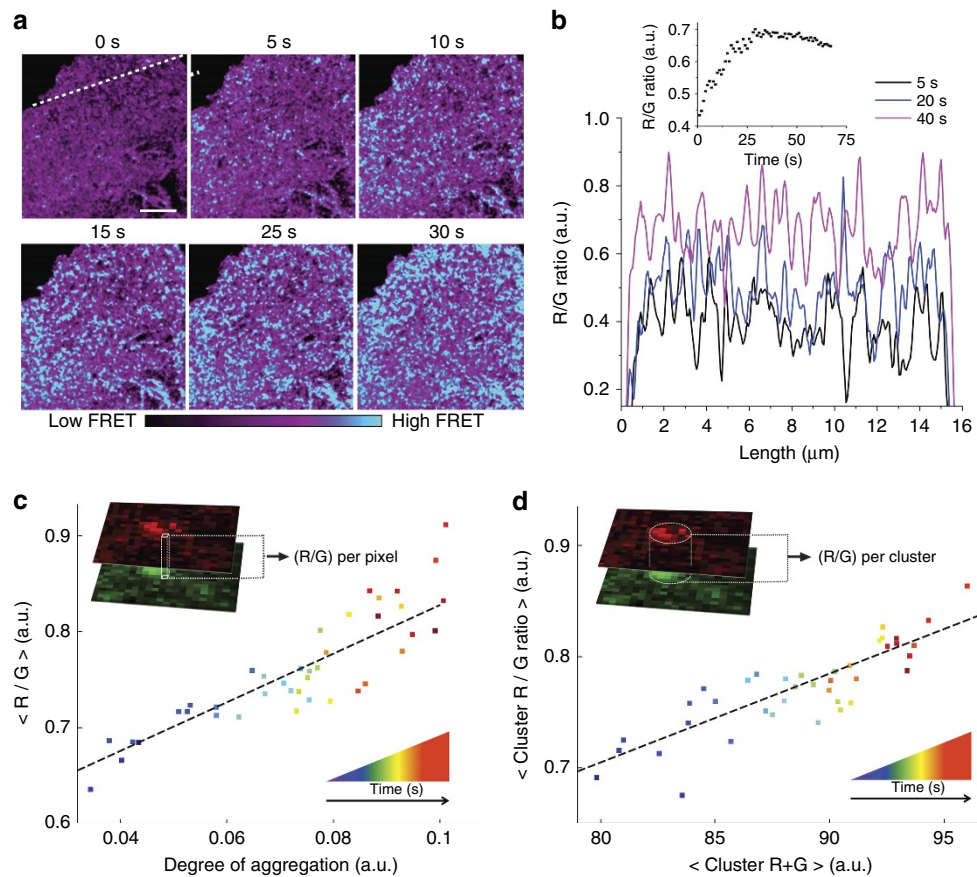 a
0 s
5 s
10 s
15 s
25 s
30 s
Low FRET
High FRET
b
R/G ratio (a.u.)
0.7
0.6
0.5
0.4
0
25
50
75
Time (s)
5 s
20 s
40 s
R/G ratio (a.u.)
1.0
0.8
0.6
0.4
0.2
0
2
4
6
8
10
12
14
16
Length (μm)
c
< R / G > (a.u.)
0.9
0.8
0.7
0.6
(R/G) per pixel
Time (s)
0.04
0.06
0.08
0.1
Degree of aggregation (a.u.)
d
< Cluster R / G ratio > (a.u.)
0.9
0.8
0.7
(R/G) per cluster
Time (s)
80
85
90
95
< Cluster R+G > (a.u.)